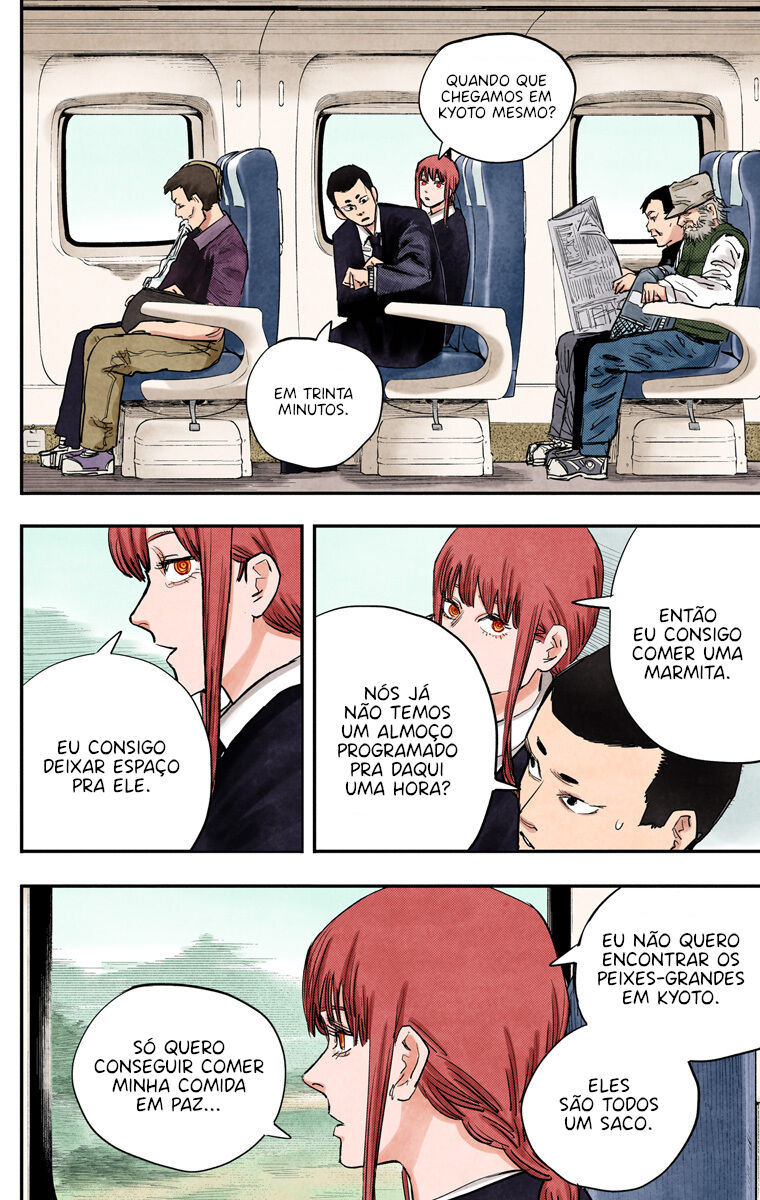 QUANDO QUE
CHEGAMOS EM
KYOTO MESMO?
EM TRINTA
MINUTOS.
ENTÃO
EU CONSIGO
COMER UMA
MARMITA.
NÓS JÁ
NÃO TEMOS
UM ALMOÇO
PROGRAMADO
PRA DAQUI
UMA HORA?
EU CONSIGO
DEIXAR ESPAÇO
PRA ELE.
EU NÃO QUERO
ENCONTRAR OS
PEIXES-GRANDES
EM KYOTO.
ELES
SÃO TODOS
UM SACO.
SÓ QUERO
CONSEGUIR COMER
MINHA COMIDA
EM PAZ...